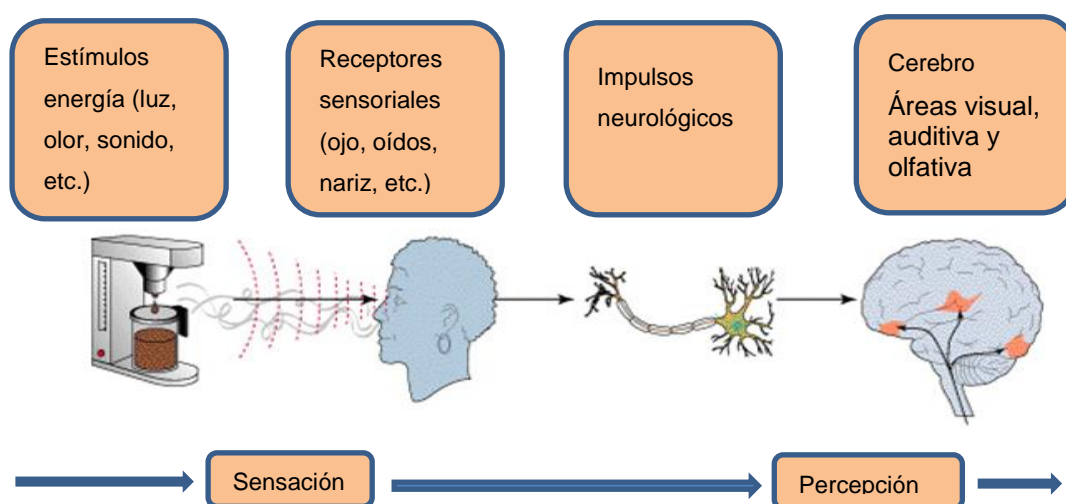 Estímulos
energía (luz,
olor, sonido,
etc.)
Receptores
sensoriales
(ojo, oídos,
nariz, etc.)
Impulsos
neurológicos
Cerebro
Áreas visual,
auditiva y
olfativa
Sensación
Percepción